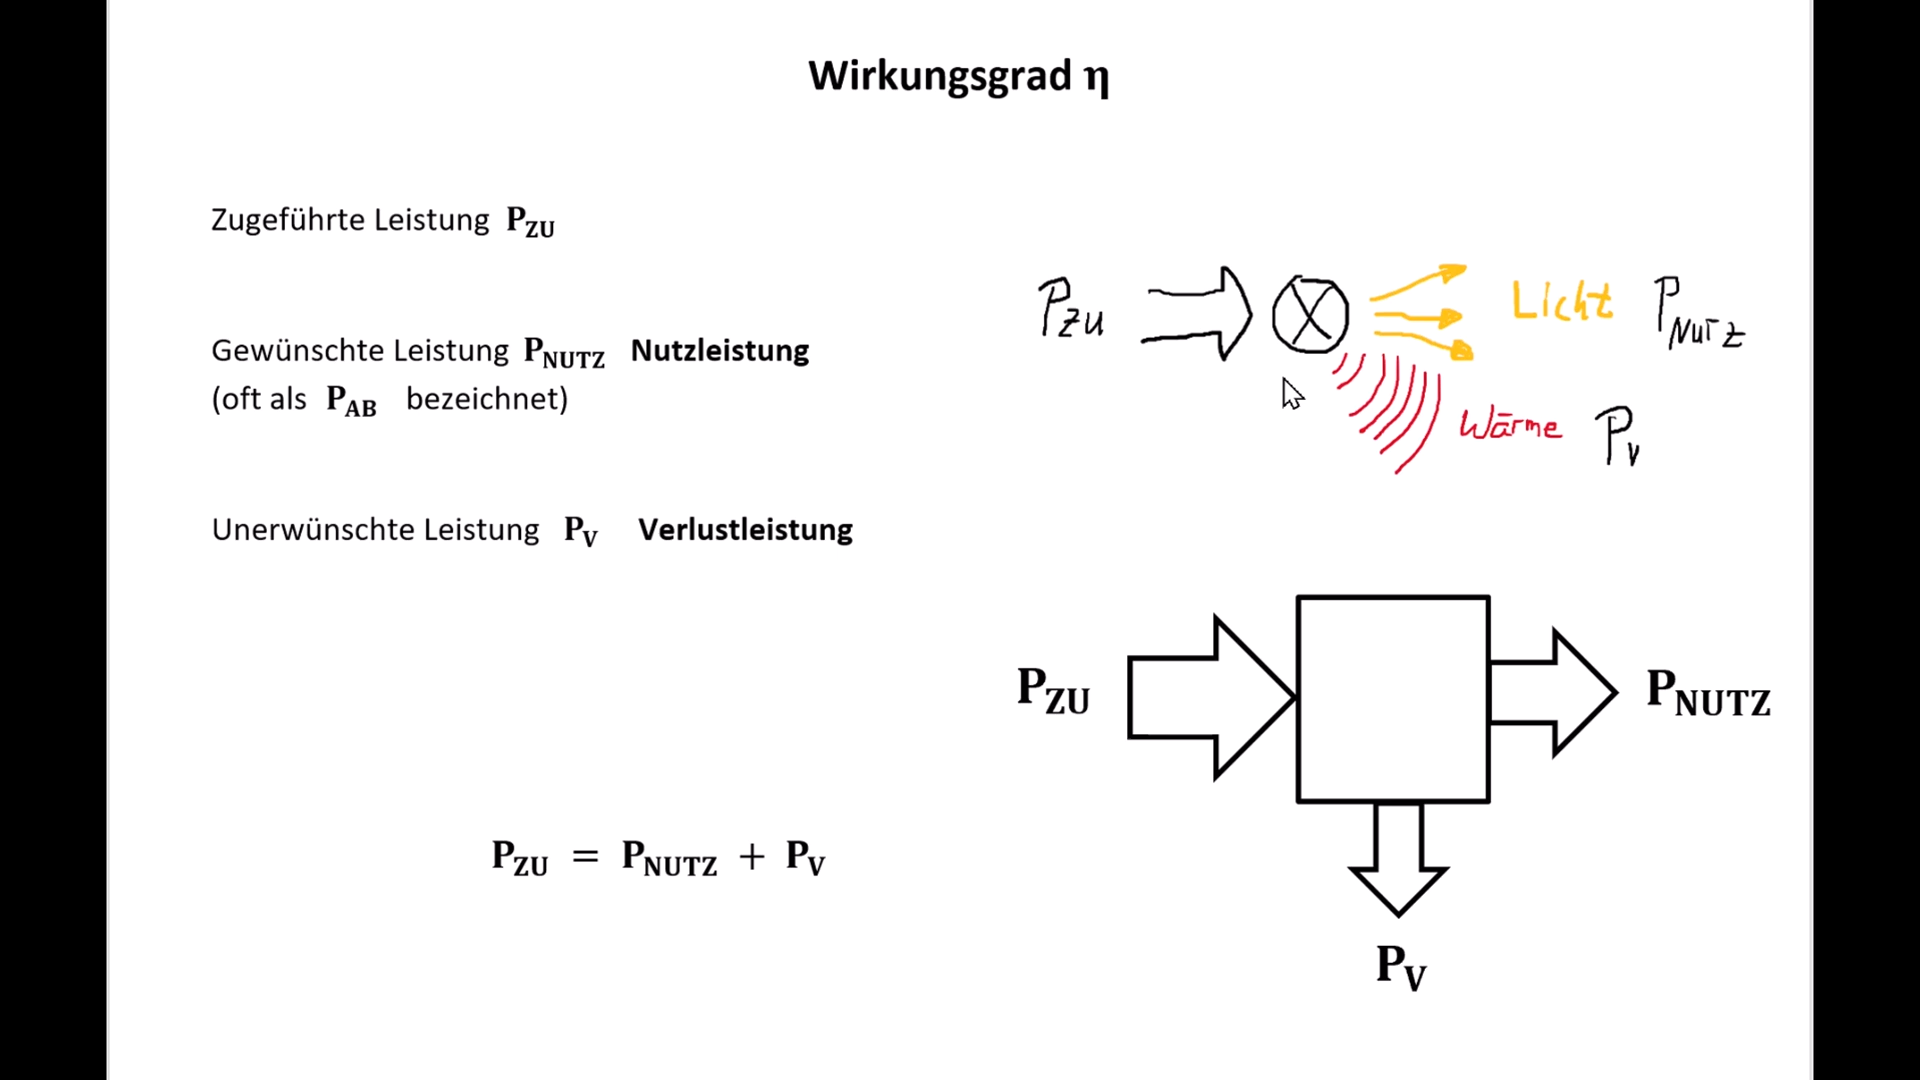 Wirkungsgrad η
Zugeführte Leistung P_ZU
Gewünschte Leistung P_NUTZ Nutzleistung
(oft als P_AB bezeichnet)
Unerwünschte Leistung P_V Verlustleistung
P_ZU = P_NUTZ + P_V
P_zu
Licht P_Nutz
Wärme P_V
P_ZU
P_NUTZ
P_V